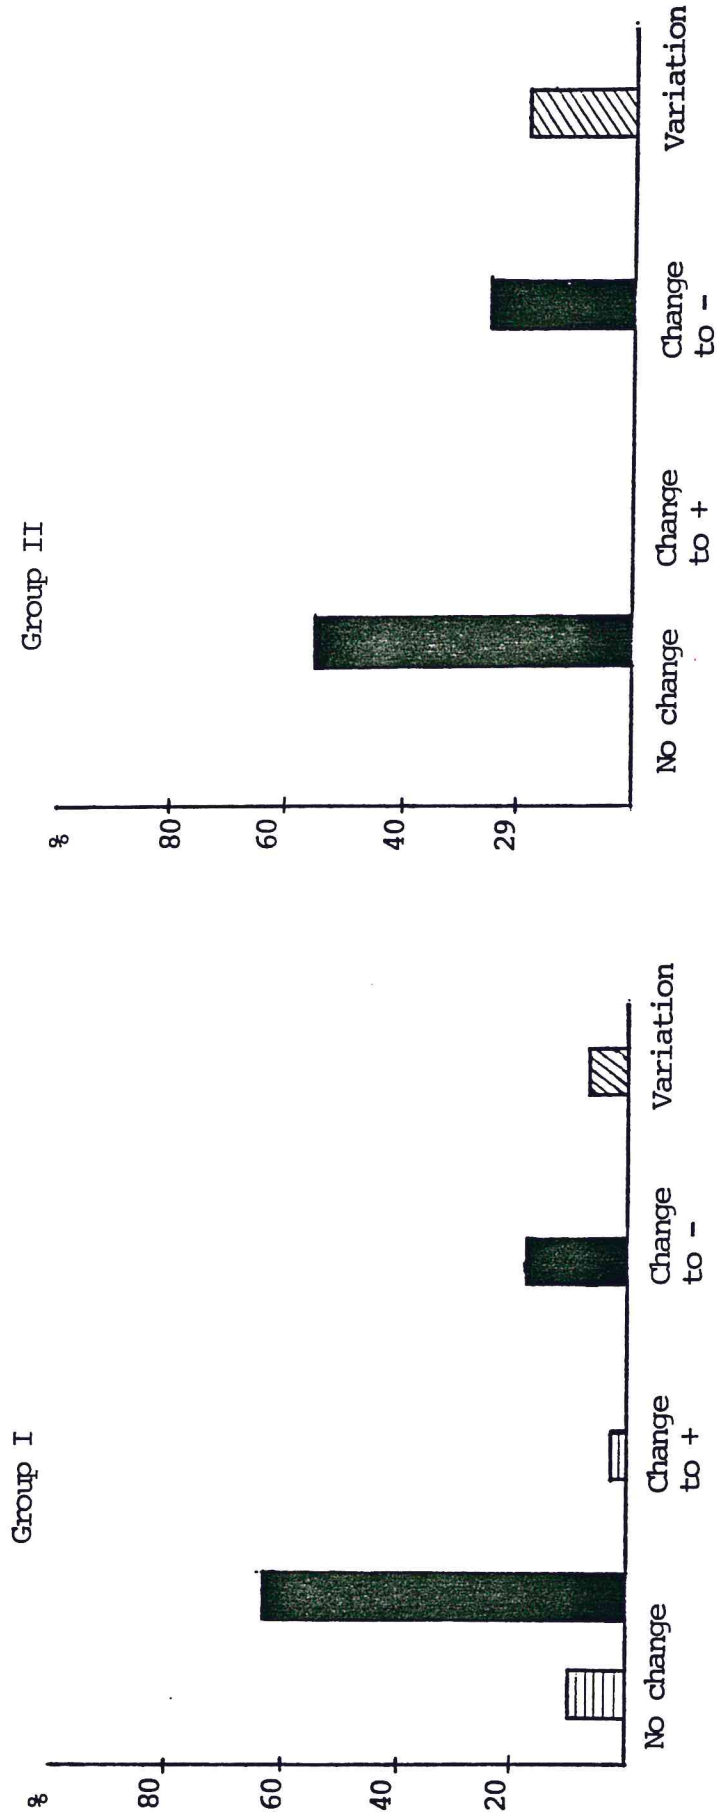 Group I
%
80
60
40
20
No change
Change
to +
Change
to -
Variation
Group II
%
80
60
40
29
No change
Change
to +
Change
to -
Variation